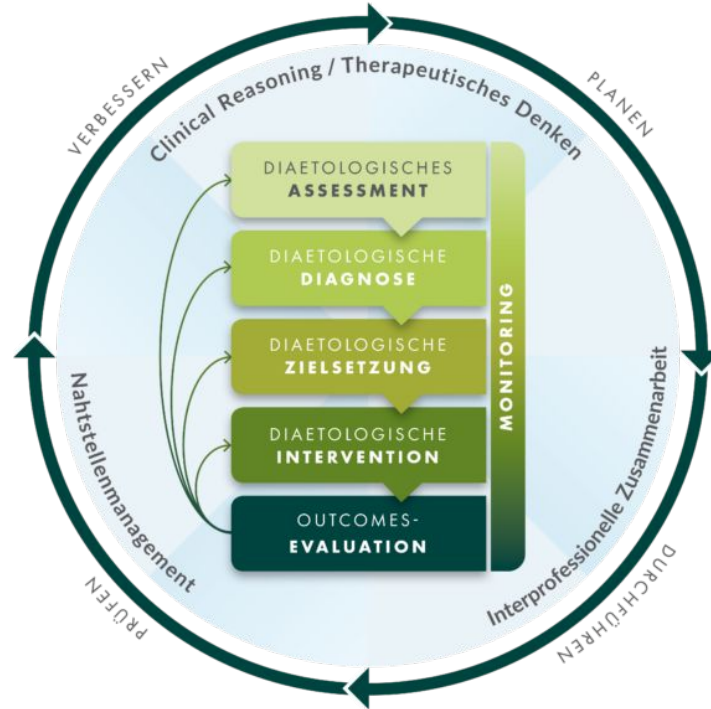 VERBESSERN
PLANEN
Clinical Reasoning / Therapeutisches Denken
DIAETOLOGISCHES
ASSESSMENT
DIAETOLOGISCHE
DIAGNOSE
DIAETOLOGISCHE
ZIELSETZUNG
DIAETOLOGISCHE
INTERVENTION
OUTCOMES-
EVALUATION
MONITORING
Nahtstellenmanagement
Interprofessionelle Zusammenarbeit
PRÜFEN
DURCHFÜHREN